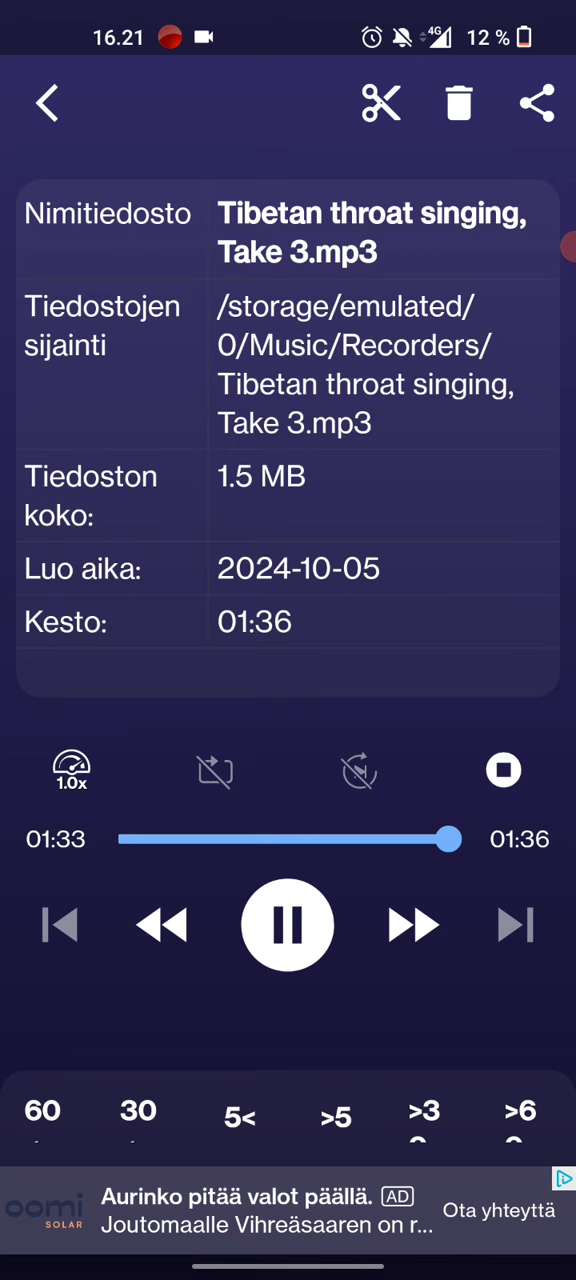 16.21 4G 12 %
Nimitiedosto
Tibetan throat singing,
Take 3.mp3
Tiedostojen
sijainti
/storage/emulated/
0/Music/Recorders/
Tibetan throat singing,
Take 3.mp3
Tiedoston
koko:
1.5 MB
Luo aika:
2024-10-05
Kesto:
01:36
1.0x
01:33
01:36
60 30 5< >5 >3 >6
oomi
SOLAR
Aurinko pitää valot päällä. AD
Joutomaalle Vihreäsaaren on r...
Ota yhteyttä